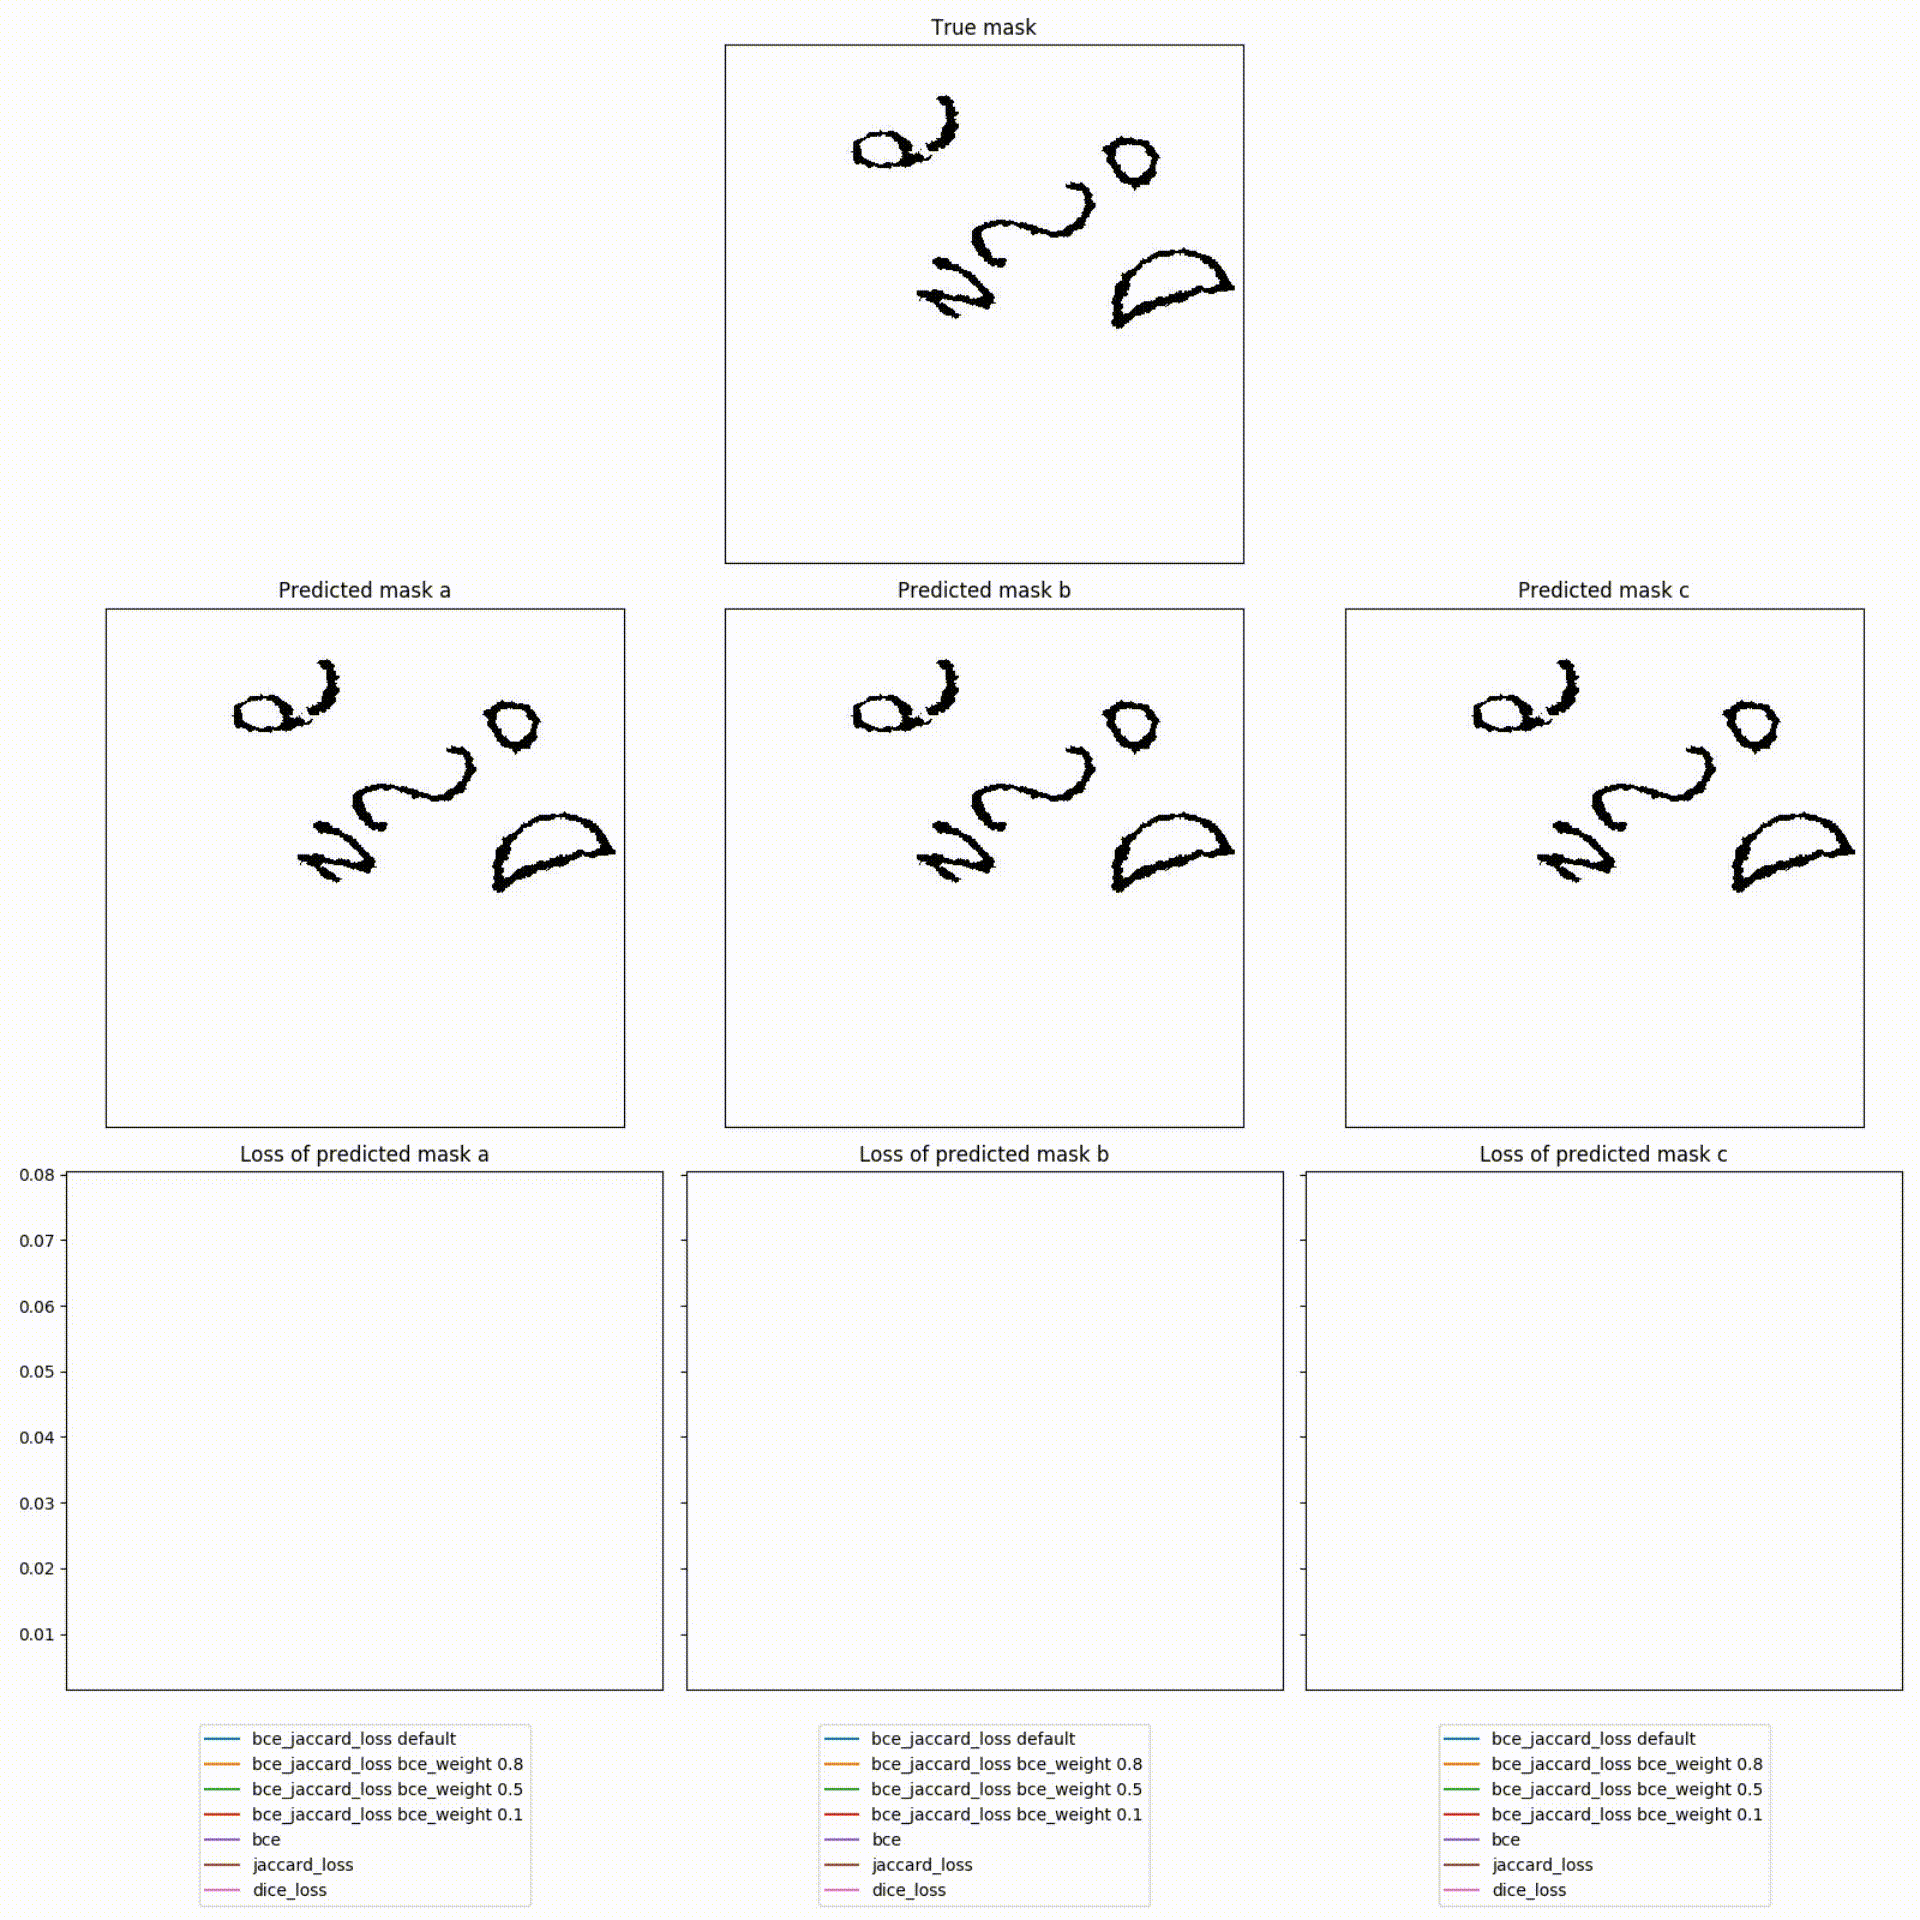 True mask
Predicted mask a
Predicted mask b
Predicted mask c
Loss of predicted mask a
Loss of predicted mask b
Loss of predicted mask c
0.08
0.07
0.06
0.05
0.04
0.03
0.02
0.01
bce_jaccard_loss default
bce_jaccard_loss bce_weight 0.8
bce_jaccard_loss bce_weight 0.5
bce_jaccard_loss bce_weight 0.1
bce
jaccard_loss
dice_loss
bce_jaccard_loss default
bce_jaccard_loss bce_weight 0.8
bce_jaccard_loss bce_weight 0.5
bce_jaccard_loss bce_weight 0.1
bce
jaccard_loss
dice_loss
bce_jaccard_loss default
bce_jaccard_loss bce_weight 0.8
bce_jaccard_loss bce_weight 0.5
bce_jaccard_loss bce_weight 0.1
bce
jaccard_loss
dice_loss